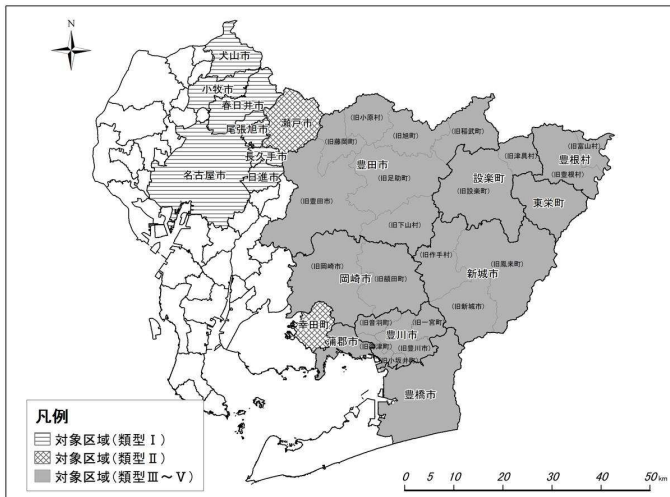 N
犬山市
小牧市
春日井市
尾張旭市
瀬戸市
長久手市
名古屋市
日進市
(旧小原村)
(旧藤岡町)
(旧旭町)
(旧稲武町)
豊田市
(旧足助町)
(旧豊田市)
(旧下山村)
(旧津具村)
設楽町
(旧設楽町)
(旧富山村)
豊根村
(旧豊根村)
東栄町
(旧作手村)
(旧鳳来町)
新城市
(旧新城市)
(旧岡崎市)
岡崎市
(旧額田町)
幸田町
蒲郡市
(旧音羽町)
(旧一宮町)
豊川市
(旧御津町)
(旧豊川市)
(旧小坂井町)
豊橋市
凡例
対象区域(類型Ⅰ)
対象区域(類型Ⅱ)
対象区域(類型Ⅲ~Ⅴ)
0 5 10 20 30 40 50 km